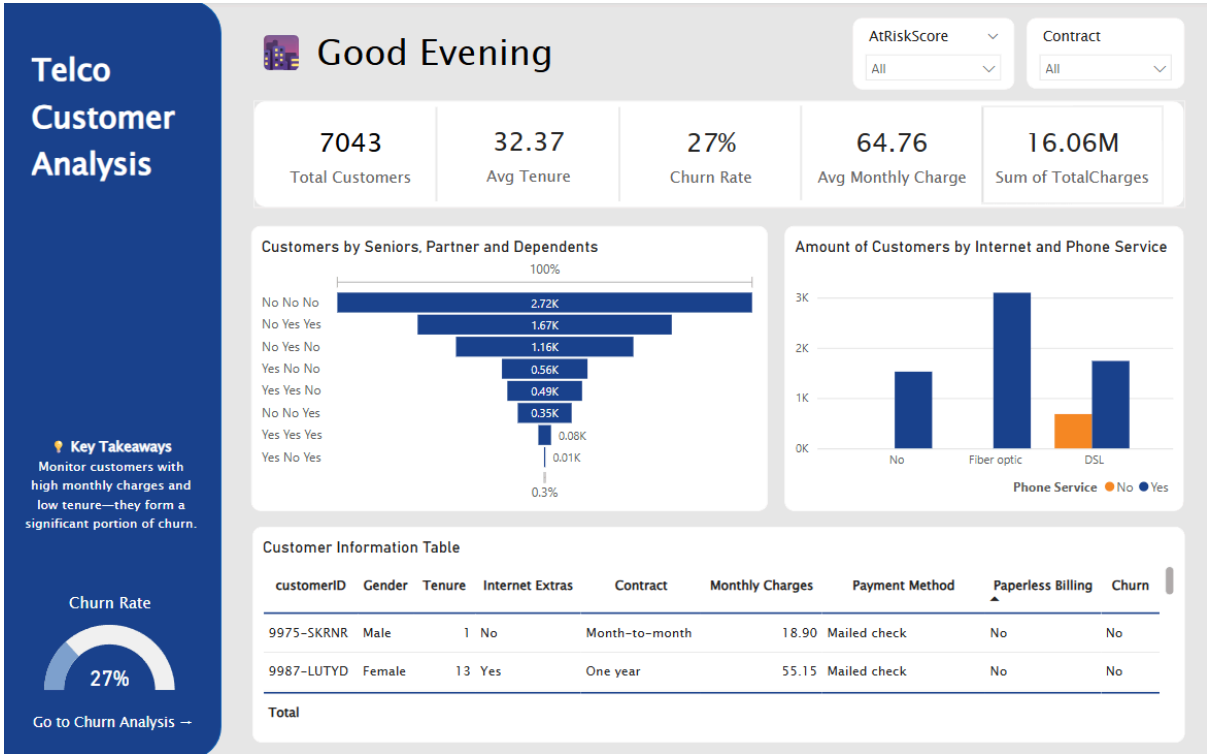 Telco
Customer
Analysis
💡 Key Takeaways
Monitor customers with
high monthly charges and
low tenure—they form a
significant portion of churn.
Churn Rate
27%
Go to Churn Analysis →
Good Evening
AtRiskScore
All
Contract
All
7043
Total Customers
32.37
Avg Tenure
27%
Churn Rate
64.76
Avg Monthly Charge
16.06M
Sum of TotalCharges
Customers by Seniors, Partner and Dependents
100%
No No No 2.72K
No Yes Yes 1.67K
No Yes No 1.16K
Yes No No 0.56K
Yes Yes No 0.49K
No No Yes 0.35K
Yes Yes Yes 0.08K
Yes No Yes 0.01K
0.3%
Amount of Customers by Internet and Phone Service
3K
2K
1K
0K
No Fiber optic DSL
Phone Service No Yes
Customer Information Table
customerID Gender Tenure Internet Extras Contract Monthly Charges Payment Method Paperless Billing Churn
9975-SKRNR Male 1 No Month-to-month 18.90 Mailed check No No
9987-LUTYD Female 13 Yes One year 55.15 Mailed check No No
Total